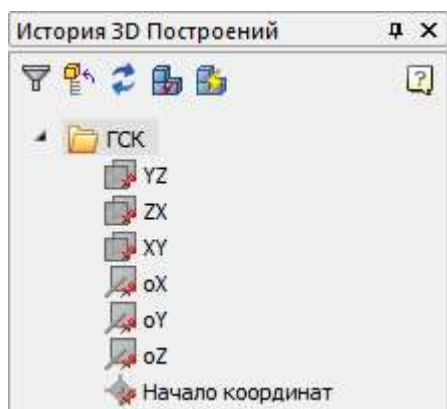 История 3D Построений
ГСК
YZ
ZX
XY
oX
oY
oZ
Начало координат